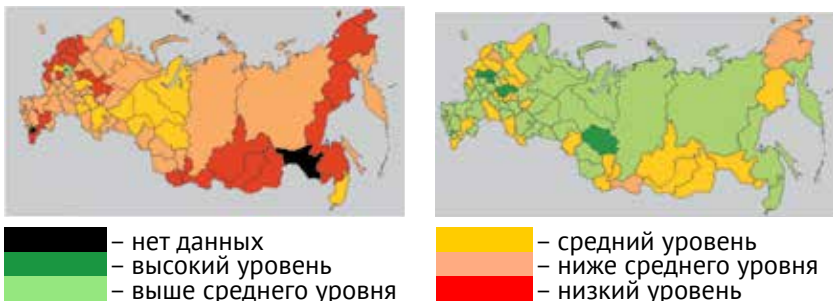 – нет данных
– высокий уровень
– выше среднего уровня
– средний уровень
– ниже среднего уровня
– низкий уровень